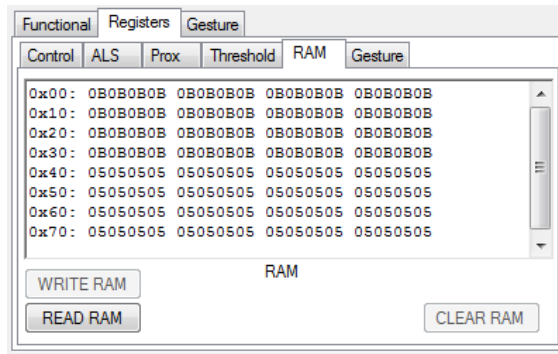 Functional Registers Gesture
Control ALS Prox Threshold RAM Gesture
0x00: 0B0B0B0B 0B0B0B0B 0B0B0B0B 0B0B0B0B
0x10: 0B0B0B0B 0B0B0B0B 0B0B0B0B 0B0B0B0B
0x20: 0B0B0B0B 0B0B0B0B 0B0B0B0B 0B0B0B0B
0x30: 0B0B0B0B 0B0B0B0B 0B0B0B0B 0B0B0B0B
0x40: 05050505 05050505 05050505 05050505
0x50: 05050505 05050505 05050505 05050505
0x60: 05050505 05050505 05050505 05050505
0x70: 05050505 05050505 05050505 05050505
RAM
WRITE RAM
READ RAM CLEAR RAM